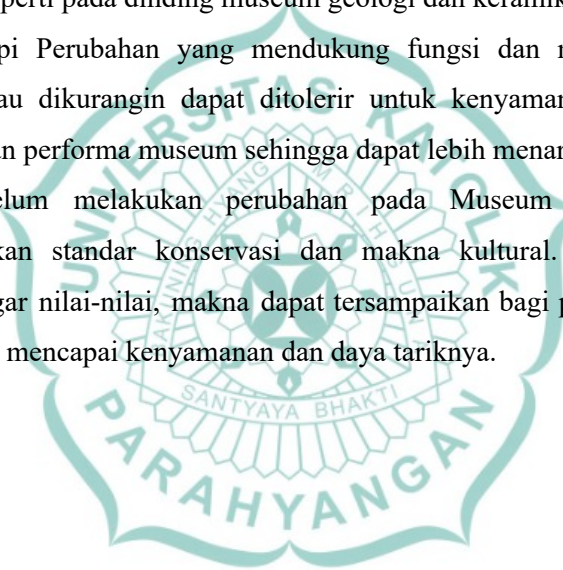 perti pada dinding museum geologi dan keramik
pi Perubahan yang mendukung fungsi dan
au dikurangin dapat ditolerir untuk kenyaman
n performa museum sehingga dapat lebih menar
elum melakukan perubahan pada Museum
kan standar konservasi dan makna kultural.
gar nilai-nilai, makna dapat tersampaikan bagi p
mencapai kenyamanan dan daya tariknya.
UNIVERSITAS KATOLIK
SANTYAYA BHAKTI
PARAHYANGAN